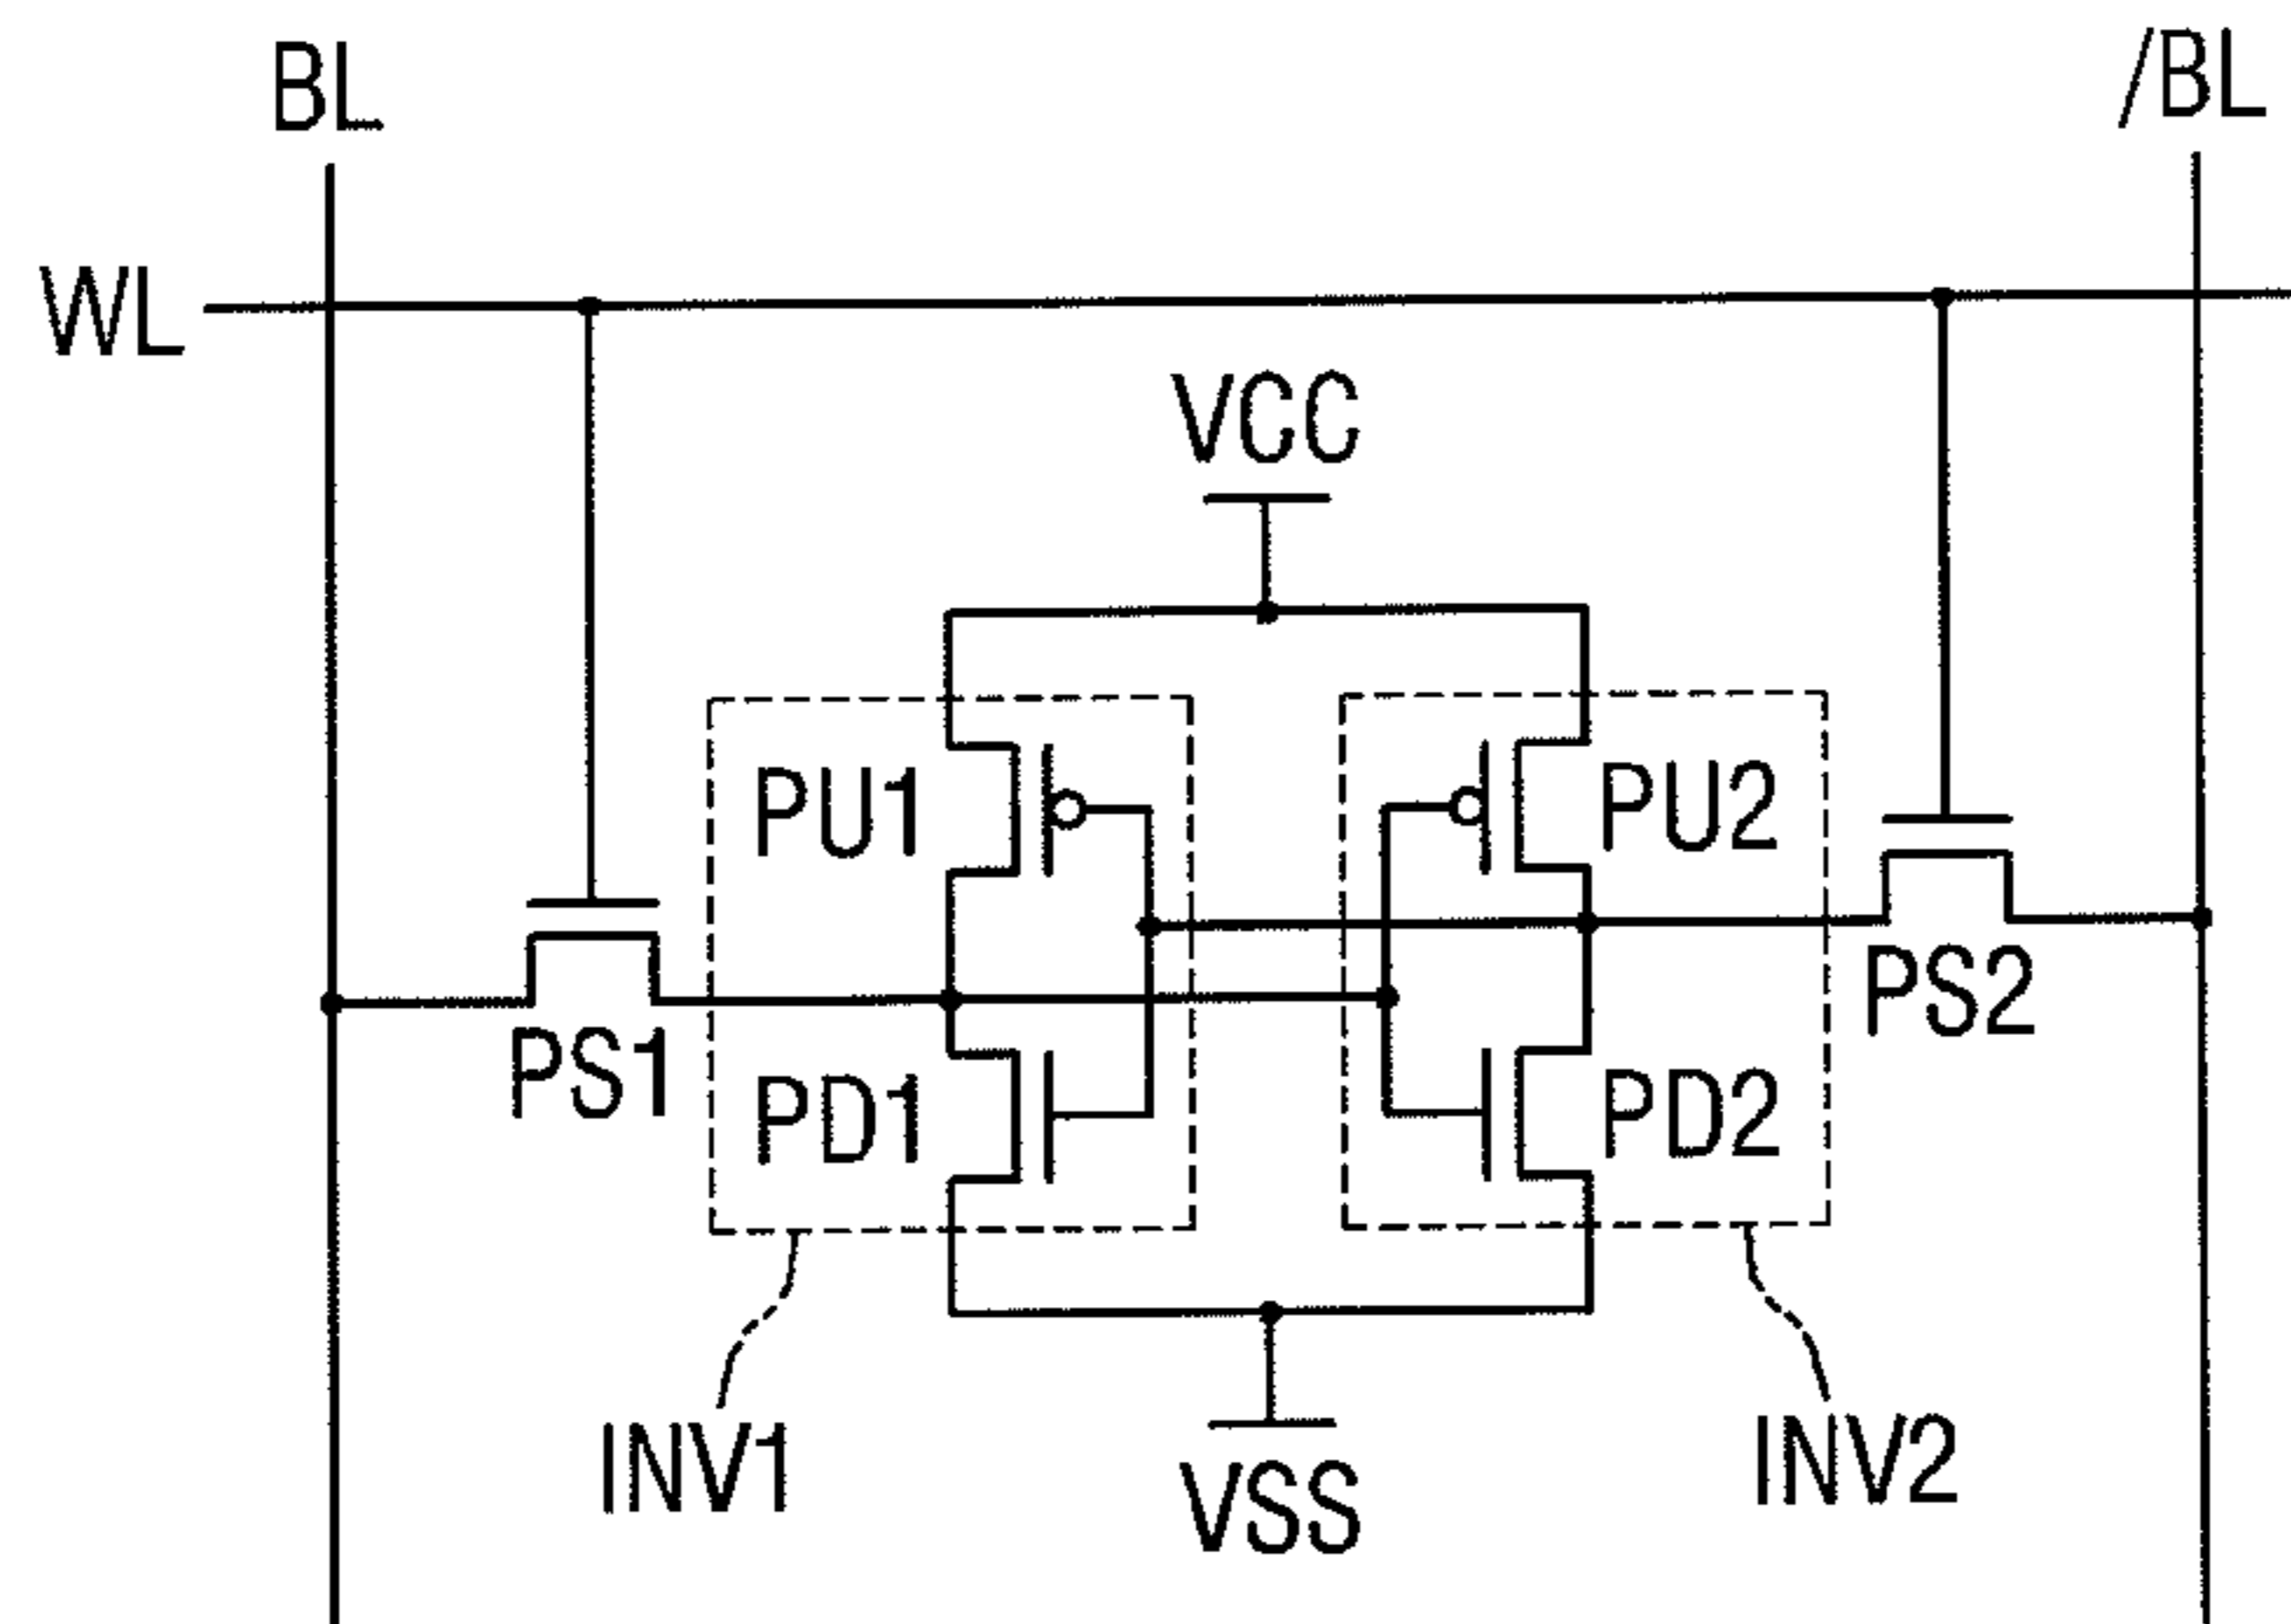 BL /BL
WL
VCC
PU1 PU2
PS1 PS2
PD1 PD2
INV1 INV2
VSS